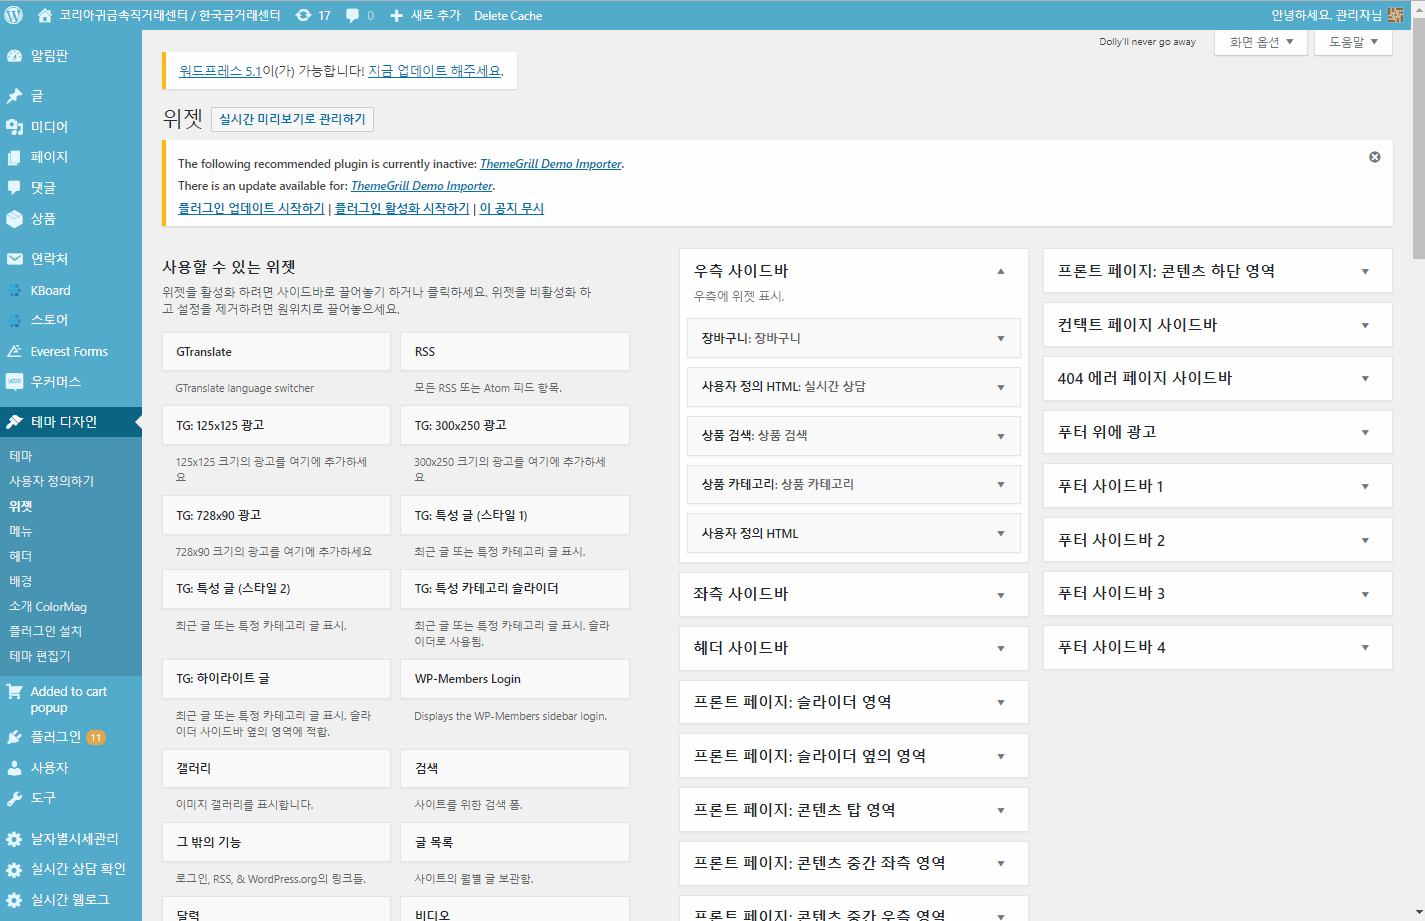 코리아귀금속직거래센터 / 한국금거래센터 17 0 새로 추가 Delete Cache 안녕하세요, 관리자님
알림판
글
미디어
페이지
댓글
상품
연락처
KBoard
스토어
Everest Forms
우커머스
테마 디자인
테마
사용자 정의하기
위젯
메뉴
헤더
배경
소개 ColorMag
플러그인 설치
테마 편집기
Added to cart
popup
플러그인 11
사용자
도구
날자별시세관리
실시간 상담 확인
실시간 웹로그
Dolly'll never go away 화면 옵션 도움말
워드프레스 5.1이(가) 가능합니다! 지금 업데이트 해주세요.
위젯 실시간 미리보기로 관리하기
The following recommended plugin is currently inactive: ThemeGrill Demo Importer.
There is an update available for: ThemeGrill Demo Importer.
플러그인 업데이트 시작하기 | 플러그인 활성화 시작하기 | 이 공지 무시
사용할 수 있는 위젯
위젯을 활성화 하려면 사이드바로 끌어놓기 하거나 클릭하세요. 위젯을 비활성화 하
고 설정을 제거하려면 원위치로 끌어놓으세요.
GTranslate
GTranslate language switcher
RSS
모든 RSS 또는 Atom 피드 항목.
TG: 125x125 광고
125x125 크기의 광고를 여기에 추가하세
요
TG: 300x250 광고
300x250 크기의 광고를 여기에 추가하세
요
TG: 728x90 광고
728x90 크기의 광고를 여기에 추가하세요
TG: 특성 글 (스타일 1)
최근 글 또는 특정 카테고리 글 표시.
TG: 특성 글 (스타일 2)
최근 글 또는 특정 카테고리 글 표시.
TG: 특성 카테고리 슬라이더
최근 글 또는 특정 카테고리 글 표시. 슬라
이더로 사용됨.
TG: 하이라이트 글
최근 글 또는 특정 카테고리 글 표시. 슬라
이더 사이드바 옆의 영역에 적합.
WP-Members Login
Displays the WP-Members sidebar login.
갤러리
이미지 갤러리를 표시합니다.
검색
사이트를 위한 검색 폼.
그 밖의 기능
로그인, RSS, & WordPress.org의 링크들.
글 목록
사이트의 월별 글 보관함.
달력
비디오
우측 사이드바
우측에 위젯 표시.
장바구니: 장바구니
사용자 정의 HTML: 실시간 상담
상품 검색: 상품 검색
상품 카테고리: 상품 카테고리
사용자 정의 HTML
좌측 사이드바
헤더 사이드바
프론트 페이지: 슬라이더 영역
프론트 페이지: 슬라이더 옆의 영역
프론트 페이지: 콘텐츠 탑 영역
프론트 페이지: 콘텐츠 중간 좌측 영역
프론트 페이지: 콘텐츠 중간 우측 영역
프론트 페이지: 콘텐츠 하단 영역
컨택트 페이지 사이드바
404 에러 페이지 사이드바
푸터 위에 광고
푸터 사이드바 1
푸터 사이드바 2
푸터 사이드바 3
푸터 사이드바 4